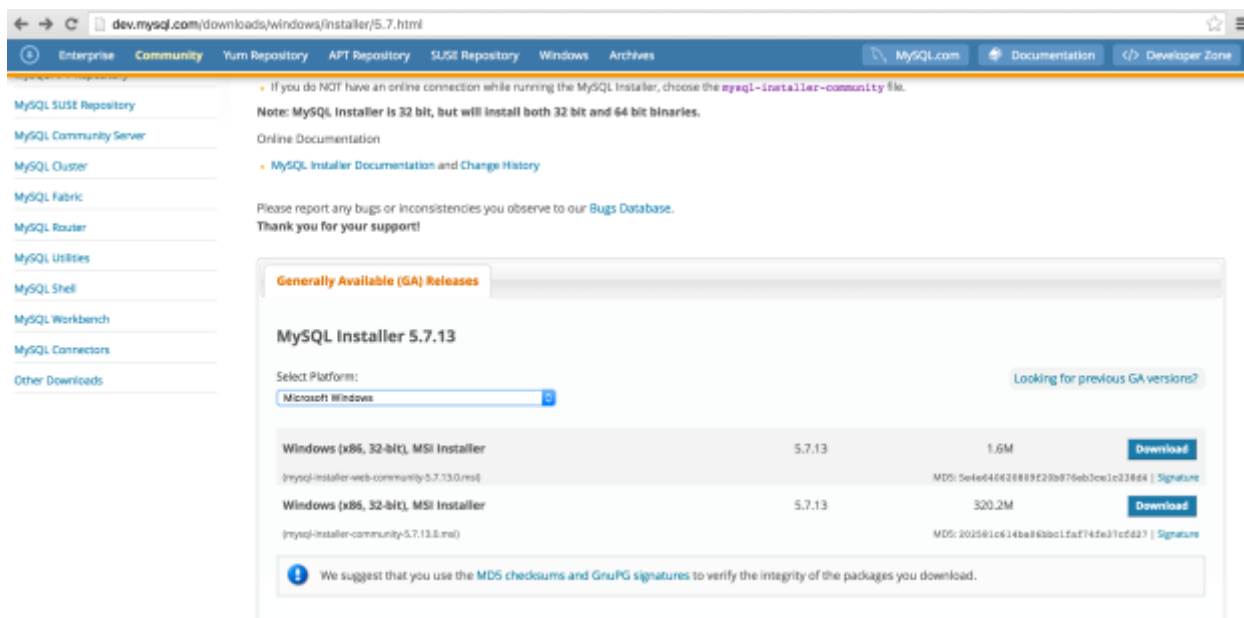 dev.mysql.com/downloads/windows/installer/5.7.html
Enterprise Community Yum Repository APT Repository SUSE Repository Windows Archives MySQL.com Documentation </> Developer Zone
MySQL SUSE Repository
MySQL Community Server
MySQL Cluster
MySQL Fabric
MySQL Router
MySQL Utilities
MySQL Shell
MySQL Workbench
MySQL Connectors
Other Downloads
If you do NOT have an online connection while running the MySQL Installer, choose the mysql-installer-community file.
Note: MySQL Installer is 32 bit, but will install both 32 bit and 64 bit binaries.
Online Documentation
MySQL Installer Documentation and Change History
Please report any bugs or inconsistencies you observe to our Bugs Database.
Thank you for your support!
Generally Available (GA) Releases
MySQL Installer 5.7.13
Select Platform:
Looking for previous GA versions?
Microsoft Windows
Windows (x86, 32-bit), MSI Installer 5.7.13 1.6M Download
(mysql-installer-web-community-5.7.13.0.msi) MD5: | Signature
Windows (x86, 32-bit), MSI Installer 5.7.13 320.2M Download
(mysql-installer-community-5.7.13.0.msi) MD5: | Signature
We suggest that you use the MD5 checksums and GnuPG signatures to verify the integrity of the packages you download.